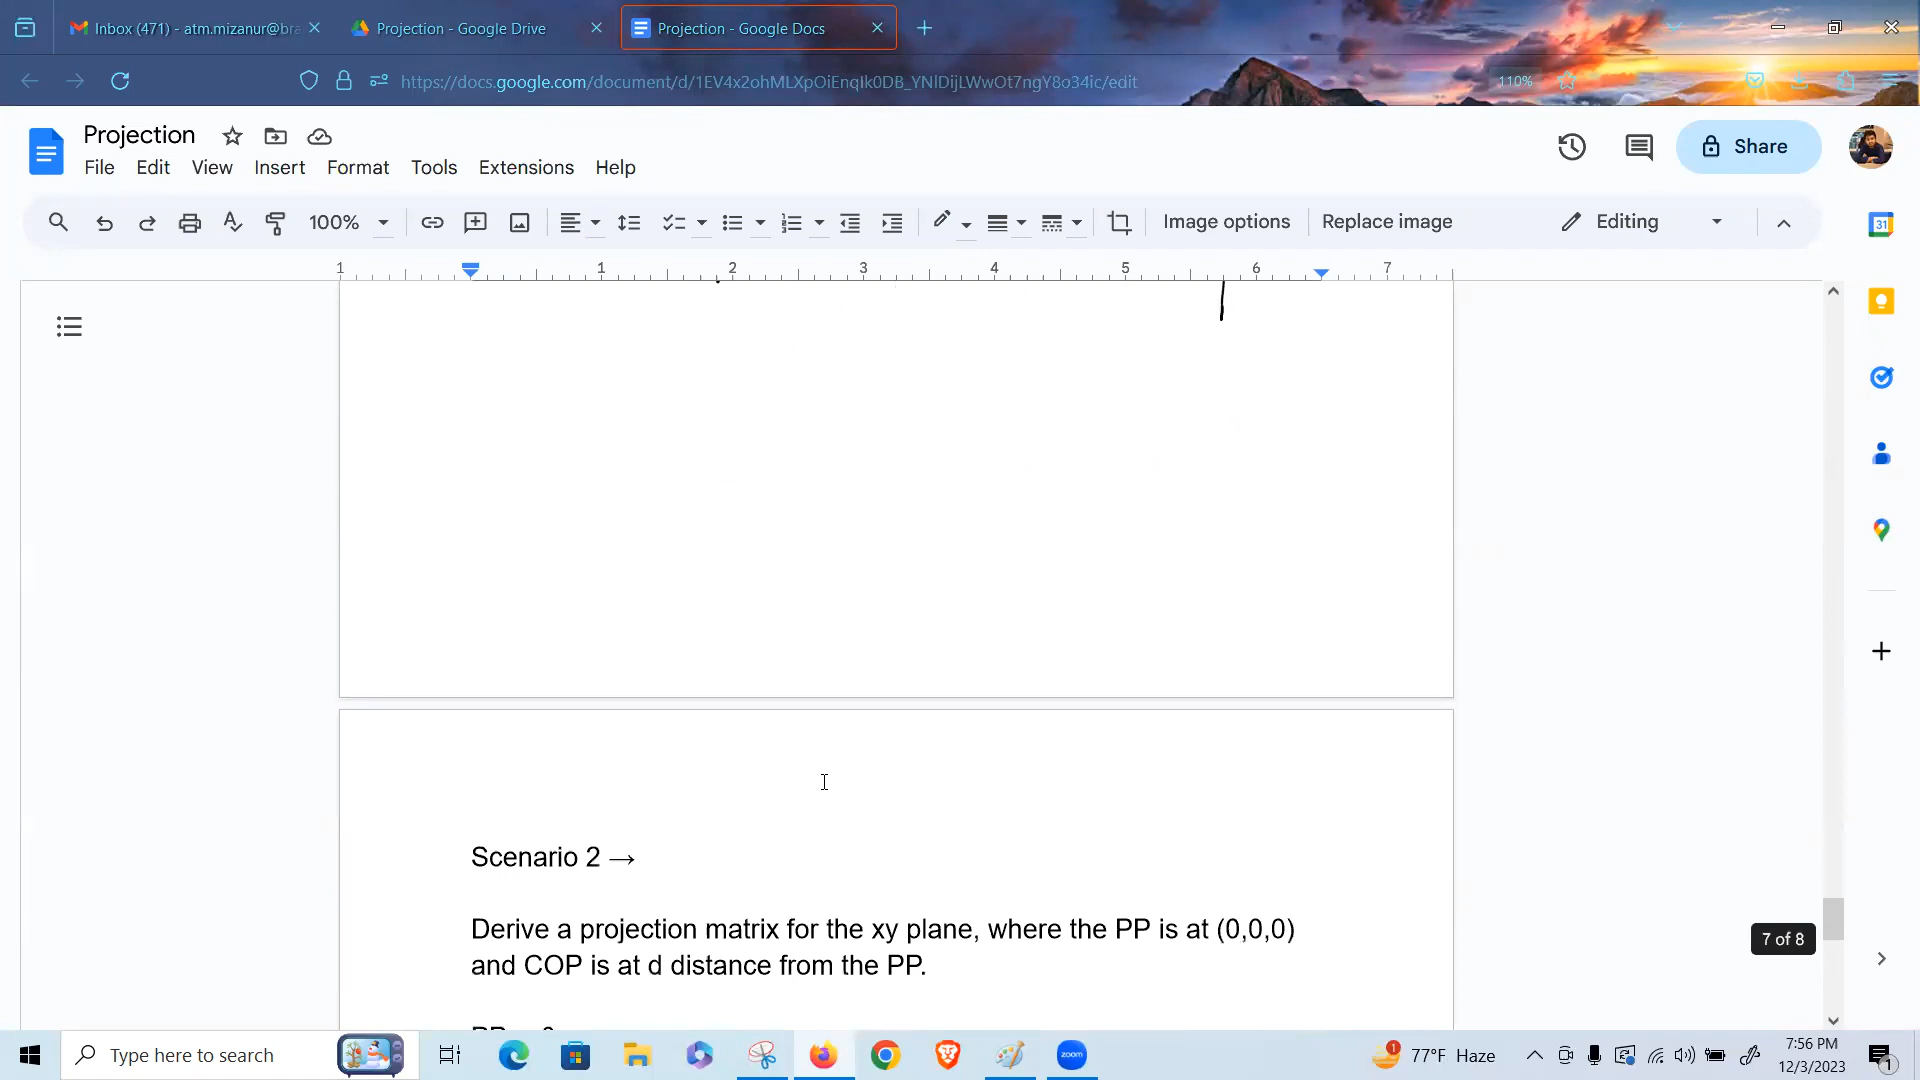 Inbox (471) - atm.mizanur@bra
Projection - Google Drive
Projection - Google Docs
https://docs.google.com/document/d/1EV4x2ohMLXpOiEnqIk0DB_YNlDijLWwOt7ngY8o34ic/edit
110%
Projection
Share
File Edit View Insert Format Tools Extensions Help
100%
Image options
Replace image
Editing
31
1 1 2 3 4 5 6 7
Scenario 2 →
Derive a projection matrix for the xy plane, where the PP is at (0,0,0)
and COP is at d distance from the PP.
7 of 8
Type here to search
zoom
1
77°F Haze
7:56 PM
12/3/2023
1